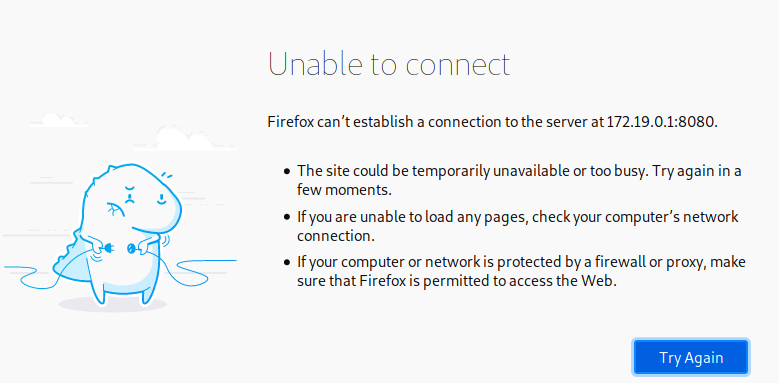 Unable to connect
Firefox can’t establish a connection to the server at 172.19.0.1:8080.
• The site could be temporarily unavailable or too busy. Try again in a
few moments.
• If you are unable to load any pages, check your computer’s network
connection.
• If your computer or network is protected by a firewall or proxy, make
sure that Firefox is permitted to access the Web.
Try Again